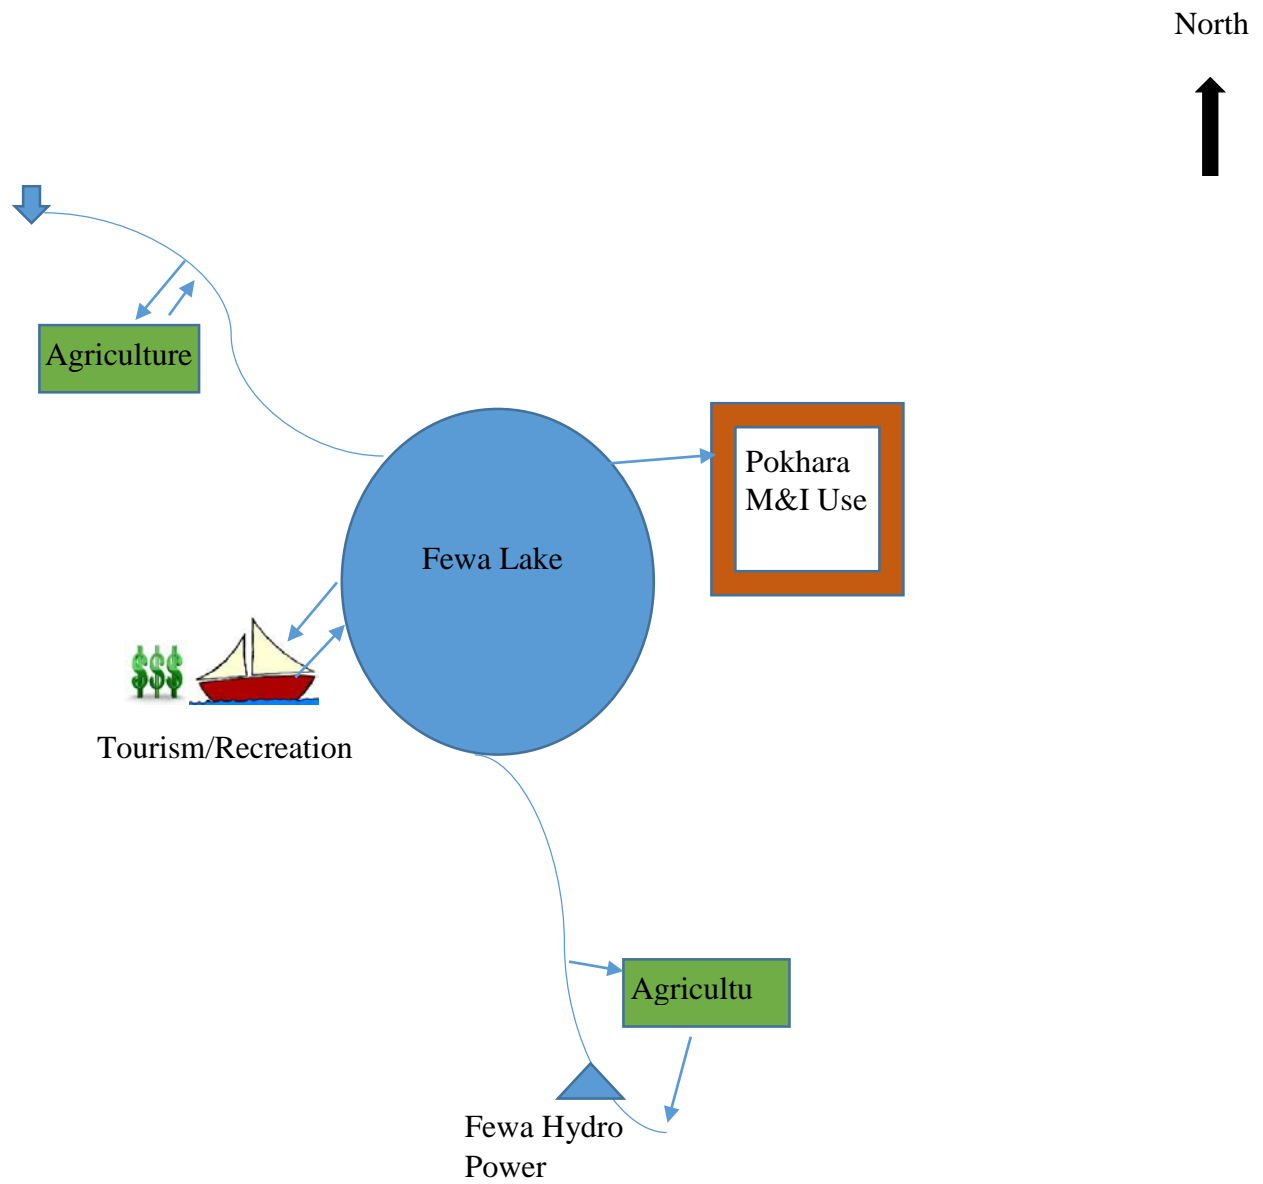 North
Agriculture
Pokhara
M&I Use
Fewa Lake
$$$
Tourism/Recreation
Agricultu
Fewa Hydro
Power